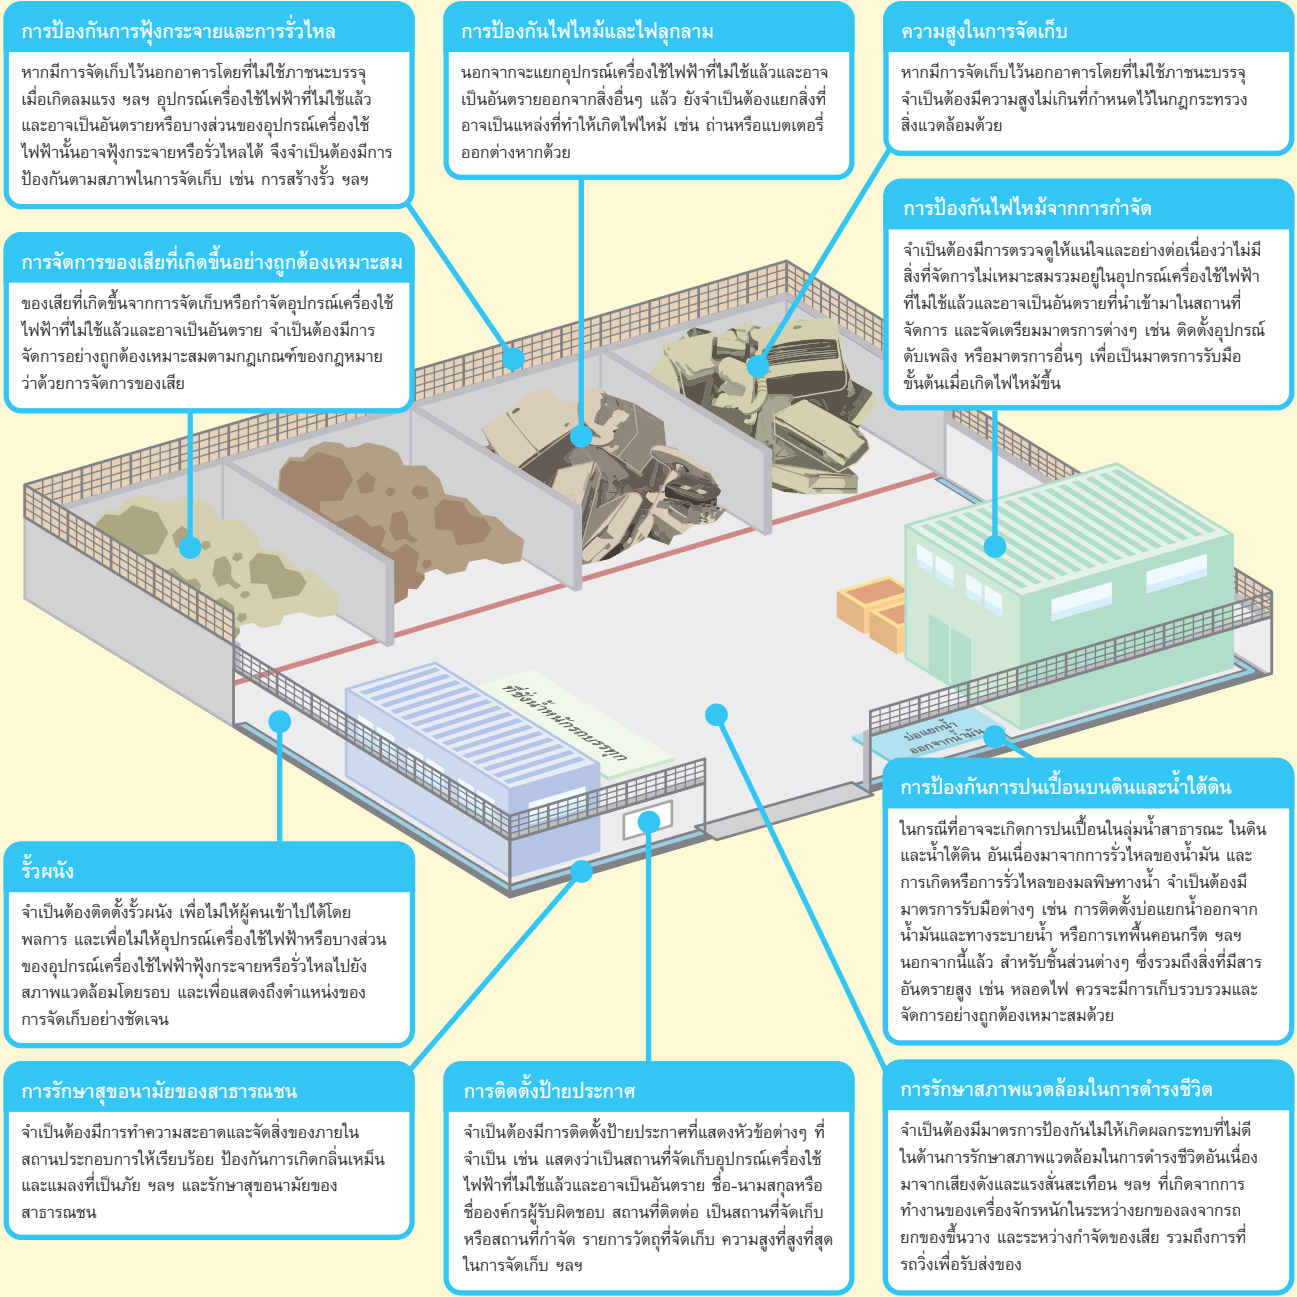 การป้องกันการฟุ้งกระจายและการรั่วไหล
หากมีการจัดเก็บไว้นอกอาคารโดยที่ไม่ใช้ภาชนะบรรจุ
เมื่อเกิดลมแรง ฯลฯ อุปกรณ์เครื่องใช้ไฟฟ้าที่ไม่ใช้แล้ว
และอาจเป็นอันตรายหรือบางส่วนของอุปกรณ์เครื่องใช้
ไฟฟ้านั้นอาจฟุ้งกระจายหรือรั่วไหลได้ จึงจำเป็นต้องมีการ
ป้องกันตามสภาพในการจัดเก็บ เช่น การสร้างรั้ว ฯลฯ
การป้องกันไฟไหม้และไฟลุกลาม
นอกจากจะแยกอุปกรณ์เครื่องใช้ไฟฟ้าที่ไม่ใช้แล้วและอาจ
เป็นอันตรายออกจากสิ่งอื่นๆ แล้ว ยังจำเป็นต้องแยกสิ่งที่
อาจเป็นแหล่งที่ทำให้เกิดไฟไหม้ เช่น ถ่านหรือแบตเตอรี่
ออกต่างหากด้วย
ความสูงในการจัดเก็บ
หากมีการจัดเก็บไว้นอกอาคารโดยที่ไม่ใช้ภาชนะบรรจุ
จำเป็นต้องมีความสูงไม่เกินที่กำหนดไว้ในกฎกระทรวง
สิ่งแวดล้อมด้วย
การจัดการของเสียที่เกิดขึ้นอย่างถูกต้องเหมาะสม
ของเสียที่เกิดขึ้นจากการจัดเก็บหรือกำจัดอุปกรณ์เครื่องใช้
ไฟฟ้าที่ไม่ใช้แล้วและอาจเป็นอันตราย จำเป็นต้องมีการ
จัดการอย่างถูกต้องเหมาะสมตามกฎเกณฑ์ของกฎหมาย
ว่าด้วยการจัดการของเสีย
การป้องกันไฟไหม้จากการกำจัด
จำเป็นต้องมีการตรวจดูให้แน่ใจและอย่างต่อเนื่องว่าไม่มี
สิ่งที่จัดการไม่เหมาะสมรวมอยู่ในอุปกรณ์เครื่องใช้ไฟฟ้า
ที่ไม่ใช้แล้วและอาจเป็นอันตรายที่นำเข้ามาในสถานที่
จัดการ และจัดเตรียมมาตรการต่างๆ เช่น ติดตั้งอุปกรณ์
ดับเพลิง หรือมาตรการอื่นๆ เพื่อเป็นมาตรการรับมือ
ขั้นต้นเมื่อเกิดไฟไหม้ขึ้น
ที่ชั่งน้ำหนักรถบรรทุก
บ่อแยกน้ำ
ออกจากน้ำมัน
การป้องกันการปนเปื้อนบนดินและน้ำใต้ดิน
ในกรณีที่อาจจะเกิดการปนเปื้อนในลุ่มน้ำสาธารณะ ในดิน
และน้ำใต้ดิน อันเนื่องมาจากการรั่วไหลของน้ำมัน และ
การเกิดหรือการรั่วไหลของมลพิษทางน้ำ จำเป็นต้องมี
มาตรการรับมือต่างๆ เช่น การติดตั้งบ่อแยกน้ำออกจาก
น้ำมันและทางระบายน้ำ หรือการเทพื้นคอนกรีต ฯลฯ
นอกจากนี้แล้ว สำหรับชิ้นส่วนต่างๆ ซึ่งรวมถึงสิ่งที่มีสาร
อันตรายสูง เช่น หลอดไฟ ควรจะมีการเก็บรวบรวมและ
จัดการอย่างถูกต้องเหมาะสมด้วย
รั้วผนัง
จำเป็นต้องติดตั้งรั้วผนัง เพื่อไม่ให้ผู้คนเข้าไปได้โดย
พลการ และเพื่อไม่ให้อุปกรณ์เครื่องใช้ไฟฟ้าหรือบางส่วน
ของอุปกรณ์เครื่องใช้ไฟฟ้าฟุ้งกระจายหรือรั่วไหลไปยัง
สภาพแวดล้อมโดยรอบ และเพื่อแสดงถึงตำแหน่งของ
การจัดเก็บอย่างชัดเจน
การรักษาสุขอนามัยของสาธารณชน
จำเป็นต้องมีการทำความสะอาดและจัดสิ่งของภายใน
สถานประกอบการให้เรียบร้อย ป้องกันการเกิดกลิ่นเหม็น
และแมลงที่เป็นภัย ฯลฯ และรักษาสุขอนามัยของ
สาธารณชน
การติดตั้งป้ายประกาศ
จำเป็นต้องมีการติดตั้งป้ายประกาศที่แสดงหัวข้อต่างๆ ที่
จำเป็น เช่น แสดงว่าเป็นสถานที่จัดเก็บอุปกรณ์เครื่องใช้
ไฟฟ้าที่ไม่ใช้แล้วและอาจเป็นอันตราย ชื่อ-นามสกุลหรือ
ชื่อองค์กรผู้รับผิดชอบ สถานที่ติดต่อ เป็นสถานที่จัดเก็บ
หรือสถานที่กำจัด รายการวัตถุที่จัดเก็บ ความสูงที่สูงที่สุด
ในการจัดเก็บ ฯลฯ
การรักษาสภาพแวดล้อมในการดำรงชีวิต
จำเป็นต้องมีมาตรการป้องกันไม่ให้เกิดผลกระทบที่ไม่ดี
ในด้านการรักษาสภาพแวดล้อมในการดำรงชีวิตอันเนื่อง
มาจากเสียงดังและแรงสั่นสะเทือน ฯลฯ ที่เกิดจากการ
ทำงานของเครื่องจักรหนักในระหว่างยกของลงจากรถ
ยกของขึ้นวาง และระหว่างกำจัดของเสีย รวมถึงการที่
รถวิ่งเพื่อรับส่งของ